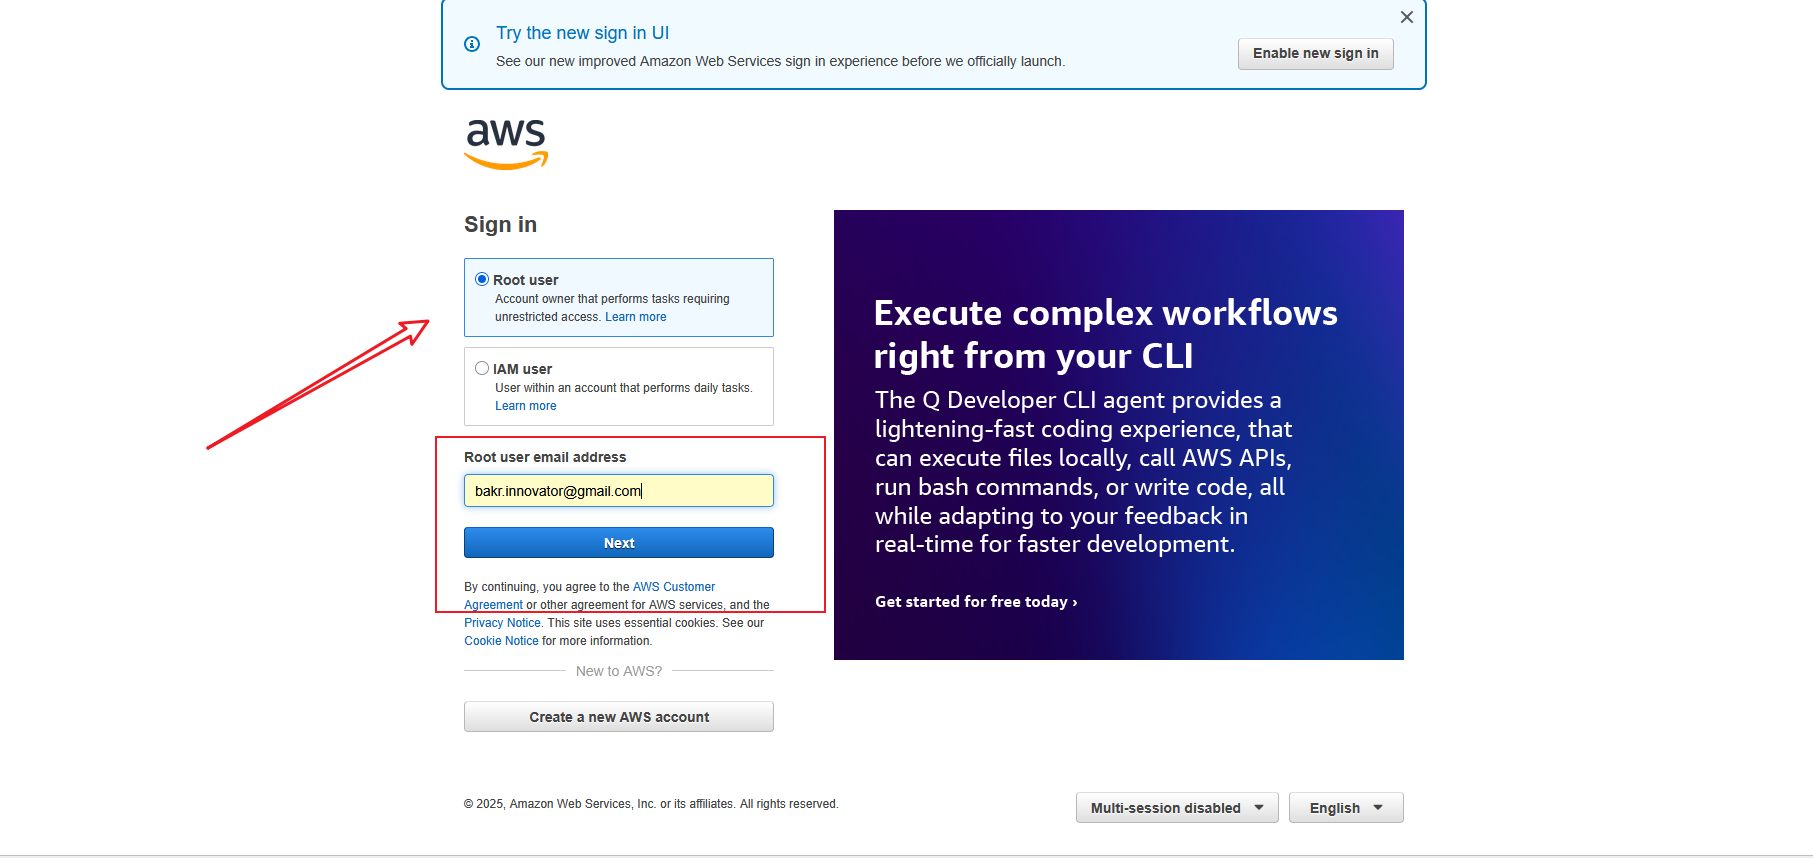 Try the new sign in UI
See our new improved Amazon Web Services sign in experience before we officially launch.
Enable new sign in
aws
Sign in
Root user
Account owner that performs tasks requiring
unrestricted access. Learn more
IAM user
User within an account that performs daily tasks.
Learn more
Root user email address
bakr.innovator@gmail.com
Next
By continuing, you agree to the AWS Customer
Agreement or other agreement for AWS services, and the
Privacy Notice. This site uses essential cookies. See our
Cookie Notice for more information.
New to AWS?
Create a new AWS account
Execute complex workflows
right from your CLI
The Q Developer CLI agent provides a
lightening-fast coding experience, that
can execute files locally, call AWS APIs,
run bash commands, or write code, all
while adapting to your feedback in
real-time for faster development.
Get started for free today ›
© 2025, Amazon Web Services, Inc. or its affiliates. All rights reserved.
Multi-session disabled
English